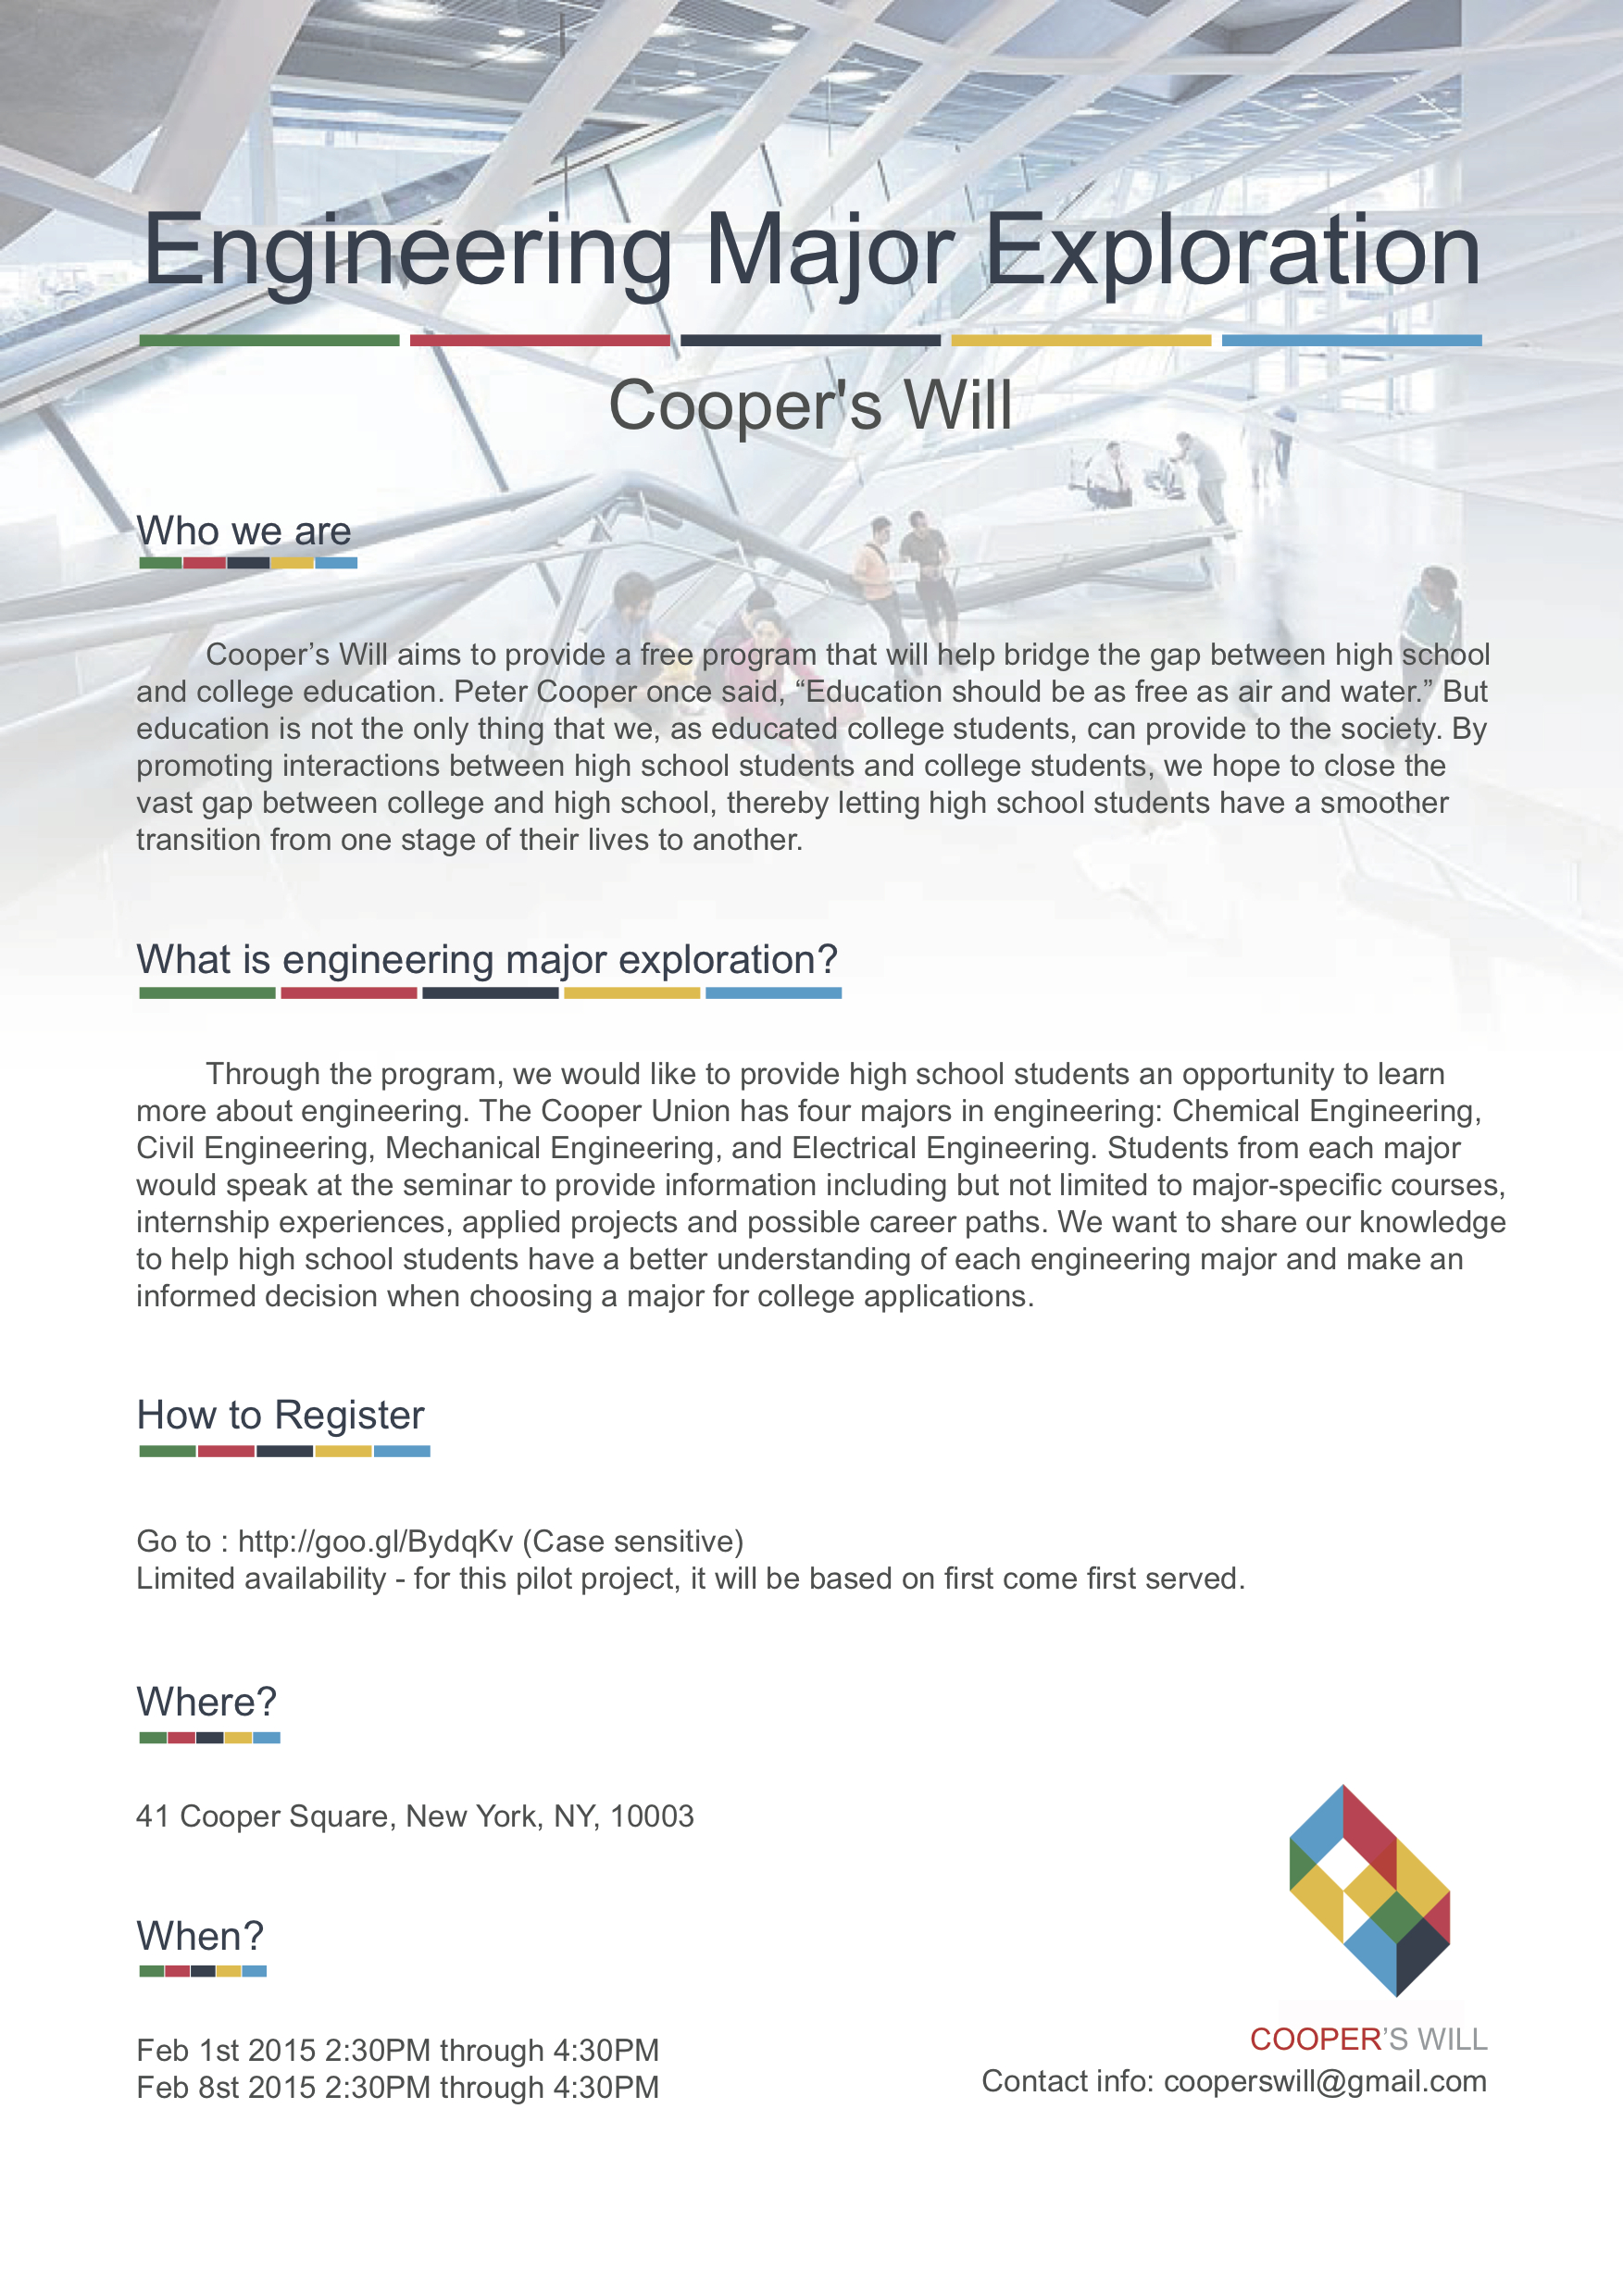 Engineering Major Exploration
Cooper's Will
Who we are
Cooper’s Will aims to provide a free program that will help bridge the gap between high school
and college education. Peter Cooper once said, “Education should be as free as air and water.” But
education is not the only thing that we, as educated college students, can provide to the society. By
promoting interactions between high school students and college students, we hope to close the
vast gap between college and high school, thereby letting high school students have a smoother
transition from one stage of their lives to another.
What is engineering major exploration?
Through the program, we would like to provide high school students an opportunity to learn
more about engineering. The Cooper Union has four majors in engineering: Chemical Engineering,
Civil Engineering, Mechanical Engineering, and Electrical Engineering. Students from each major
would speak at the seminar to provide information including but not limited to major-specific courses,
internship experiences, applied projects and possible career paths. We want to share our knowledge
to help high school students have a better understanding of each engineering major and make an
informed decision when choosing a major for college applications.
How to Register
Go to : http://goo.gl/BydqKv (Case sensitive)
Limited availability - for this pilot project, it will be based on first come first served.
Where?
41 Cooper Square, New York, NY, 10003
When?
Feb 1st 2015 2:30PM through 4:30PM
Feb 8st 2015 2:30PM through 4:30PM
COOPER’S WILL
Contact info: cooperswill@gmail.com